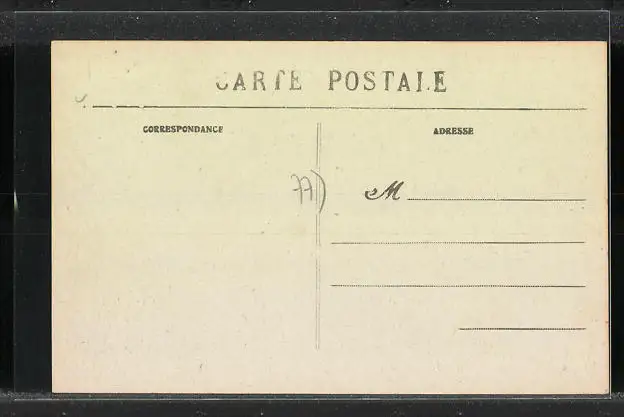 CARTE POSTALE
CORRESPONDANCE
ADRESSE
77)
M